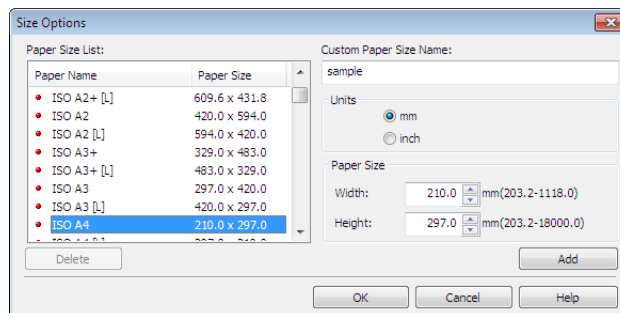 Size Options
Paper Size List:
Paper Name Paper Size
ISO A2+ [L] 609.6 x 431.8
ISO A2 420.0 x 594.0
ISO A2 [L] 594.0 x 420.0
ISO A3+ 329.0 x 483.0
ISO A3+ [L] 483.0 x 329.0
ISO A3 297.0 x 420.0
ISO A3 [L] 420.0 x 297.0
ISO A4 210.0 x 297.0
Delete
Custom Paper Size Name:
sample
Units
mm
inch
Paper Size
Width: 210.0 mm(203.2-1118.0)
Height: 297.0 mm(203.2-18000.0)
Add
OK Cancel Help